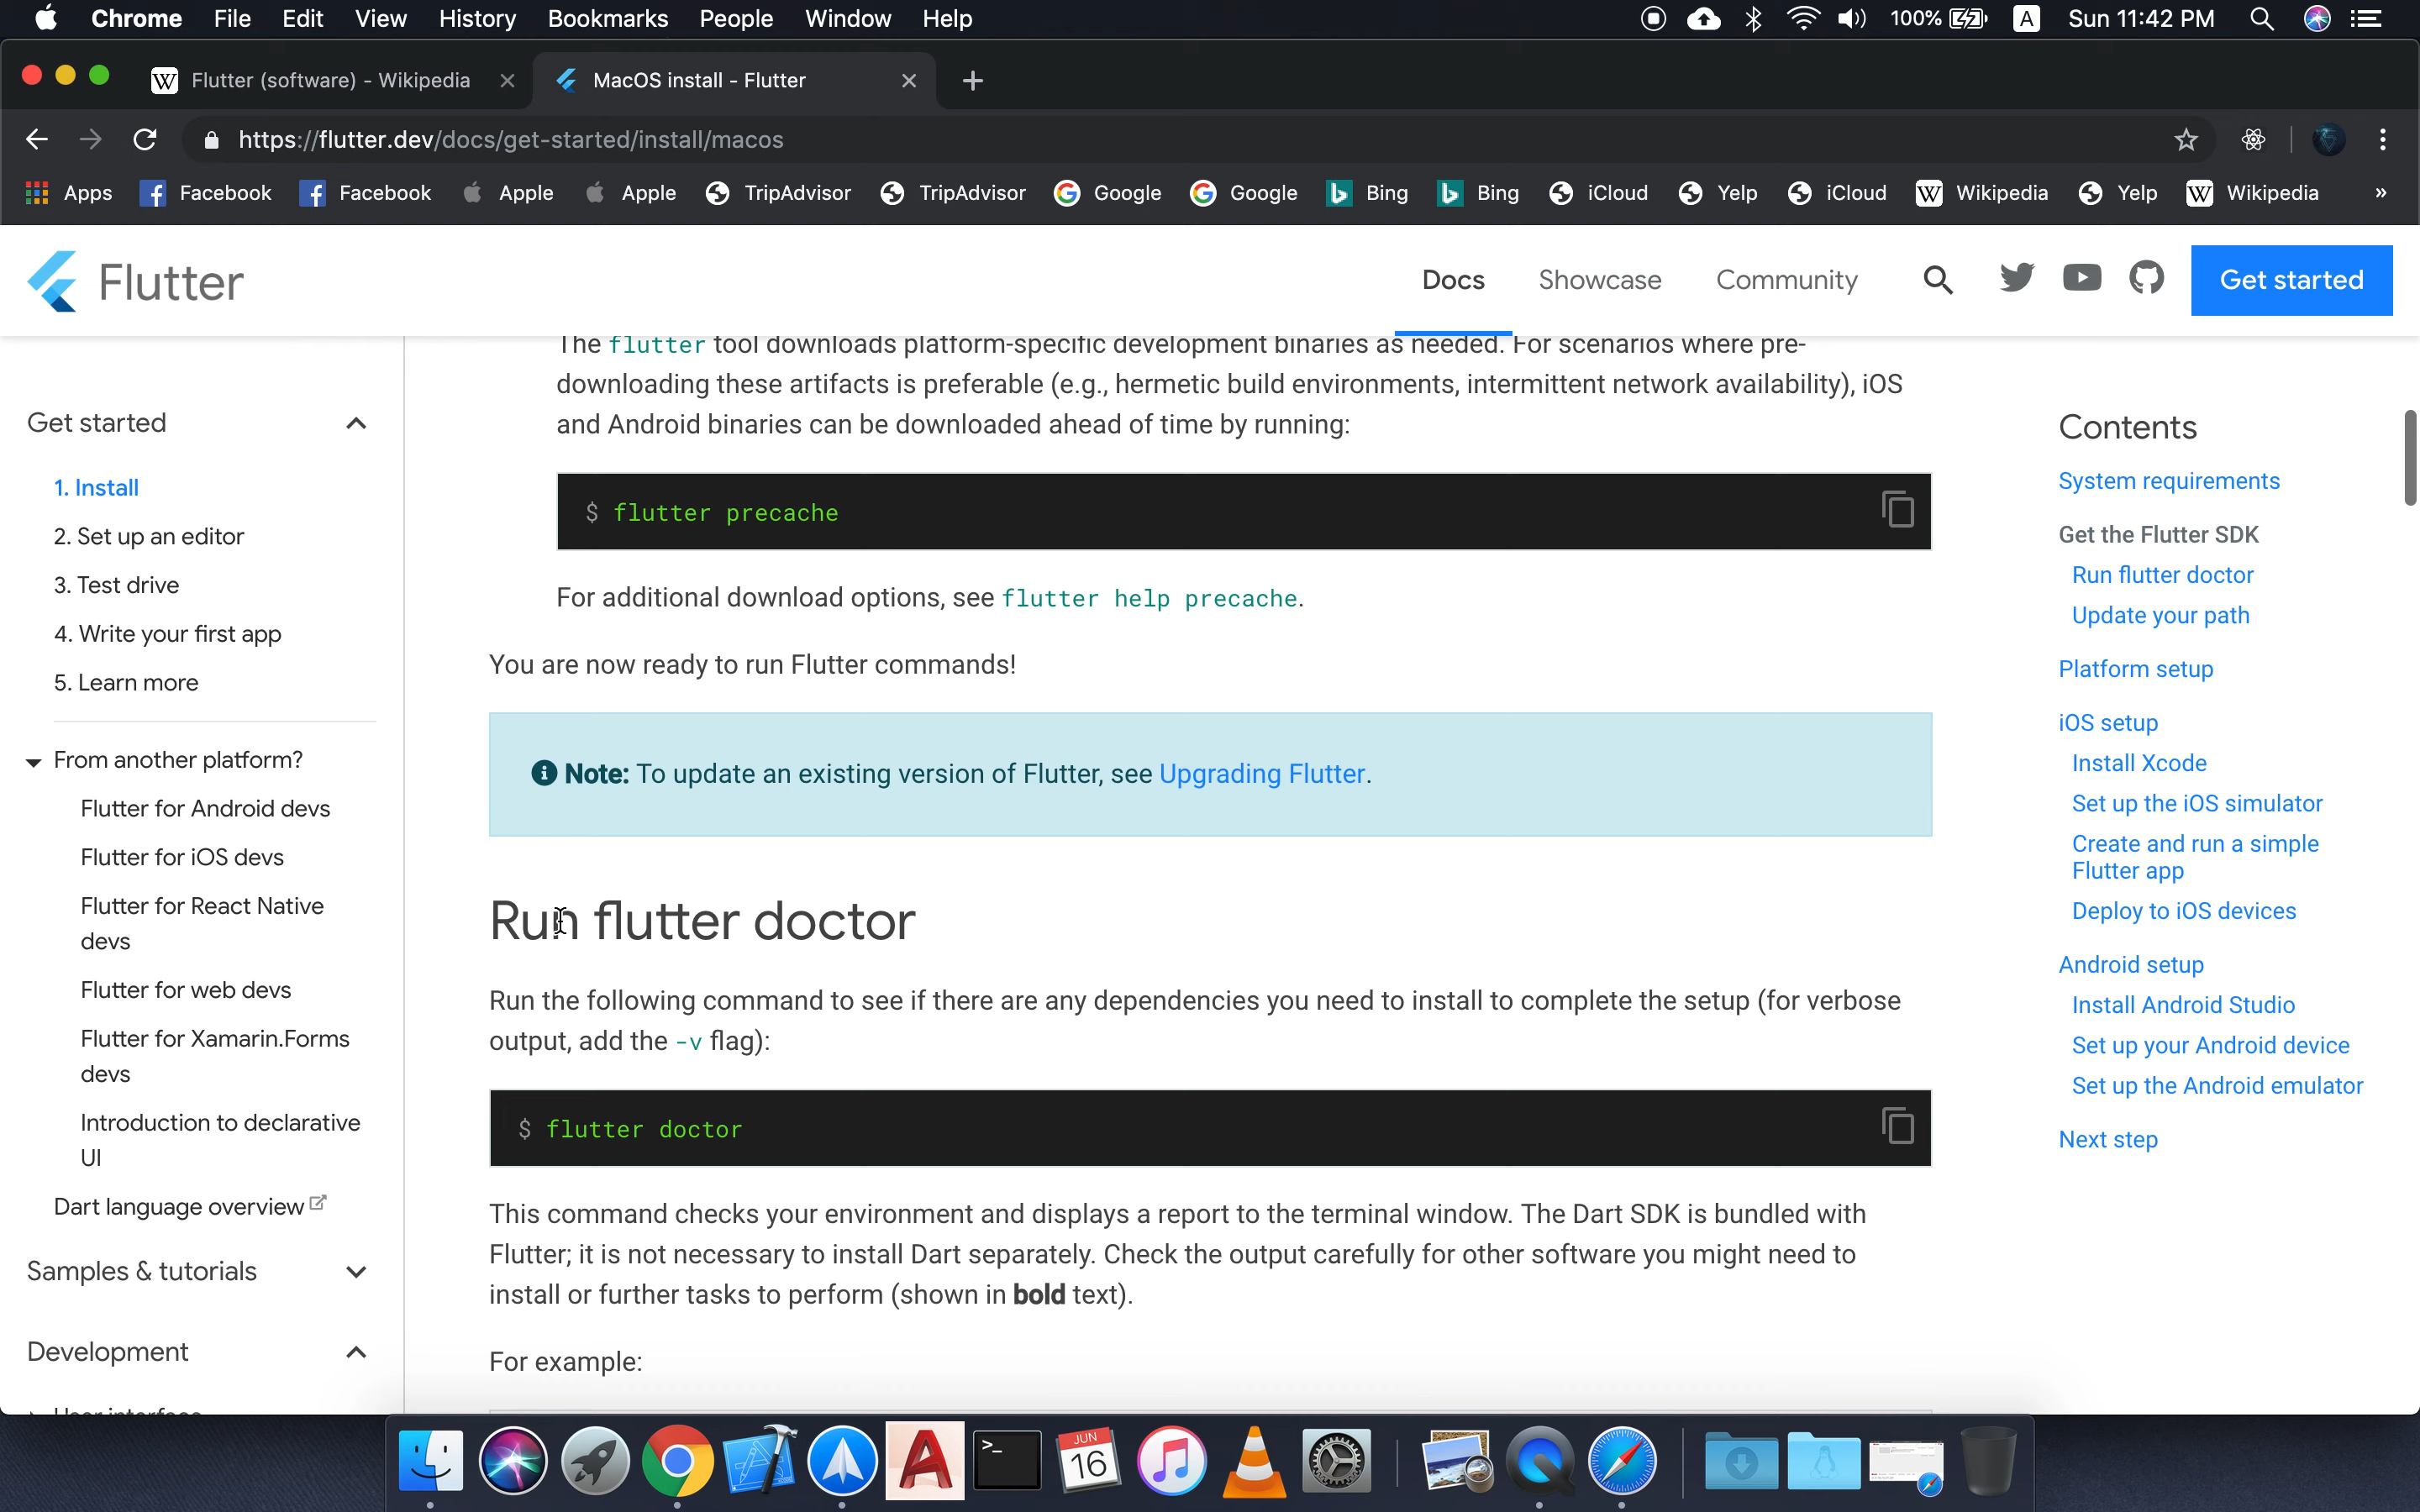 Chrome File Edit View History Bookmarks People Window Help 100% A Sun 11:42 PM
W Flutter (software) - Wikipedia × MacOS install - Flutter × +
https://flutter.dev/docs/get-started/install/macos
Apps Facebook Facebook Apple Apple TripAdvisor TripAdvisor Google Google Bing Bing iCloud Yelp iCloud Wikipedia Yelp Wikipedia »
Flutter Docs Showcase Community Get started
Get started
1. Install
2. Set up an editor
3. Test drive
4. Write your first app
5. Learn more
From another platform?
Flutter for Android devs
Flutter for iOS devs
Flutter for React Native
devs
Flutter for web devs
Flutter for Xamarin.Forms
devs
Introduction to declarative
UI
Dart language overview
Samples & tutorials
Development
User interface
The flutter tool downloads platform-specific development binaries as needed. For scenarios where pre-
downloading these artifacts is preferable (e.g., hermetic build environments, intermittent network availability), iOS
and Android binaries can be downloaded ahead of time by running:
$ flutter precache
For additional download options, see flutter help precache.
You are now ready to run Flutter commands!
Note: To update an existing version of Flutter, see Upgrading Flutter.
Run flutter doctor
Run the following command to see if there are any dependencies you need to install to complete the setup (for verbose
output, add the -v flag):
$ flutter doctor
This command checks your environment and displays a report to the terminal window. The Dart SDK is bundled with
Flutter; it is not necessary to install Dart separately. Check the output carefully for other software you might need to
install or further tasks to perform (shown in bold text).
For example:
Contents
System requirements
Get the Flutter SDK
Run flutter doctor
Update your path
Platform setup
iOS setup
Install Xcode
Set up the iOS simulator
Create and run a simple
Flutter app
Deploy to iOS devices
Android setup
Install Android Studio
Set up your Android device
Set up the Android emulator
Next step
JUN
16